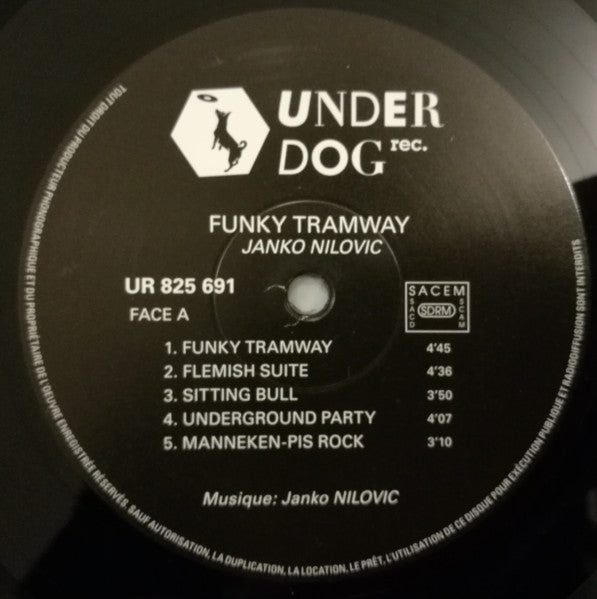 UNDER
DOG rec.
FUNKY TRAMWAY
JANKO NILOVIC
UR 825 691
FACE A
SACEM
SACD
SDRM
SCAM
1. FUNKY TRAMWAY 4'45
2. FLEMISH SUITE 4'36
3. SITTING BULL 3'50
4. UNDERGROUND PARTY 4'07
5. MANNEKEN-PIS ROCK 3'10
Musique: Janko NILOVIC
TOUT DROIT DU PRODUCTEUR PHONOGRAPHIQUE ET DU PROPRIÉTAIRE DE L'OEUVRE ENREGISTRÉE RÉSERVÉS, SAUF AUTORISATION, LA DUPLICATION, LA LOCATION, LE PRÊT, L'UTILISATION DE CE DISQUE POUR EXÉCUTION PUBLIQUE ET RADIODIFFUSION SONT INTERDITS